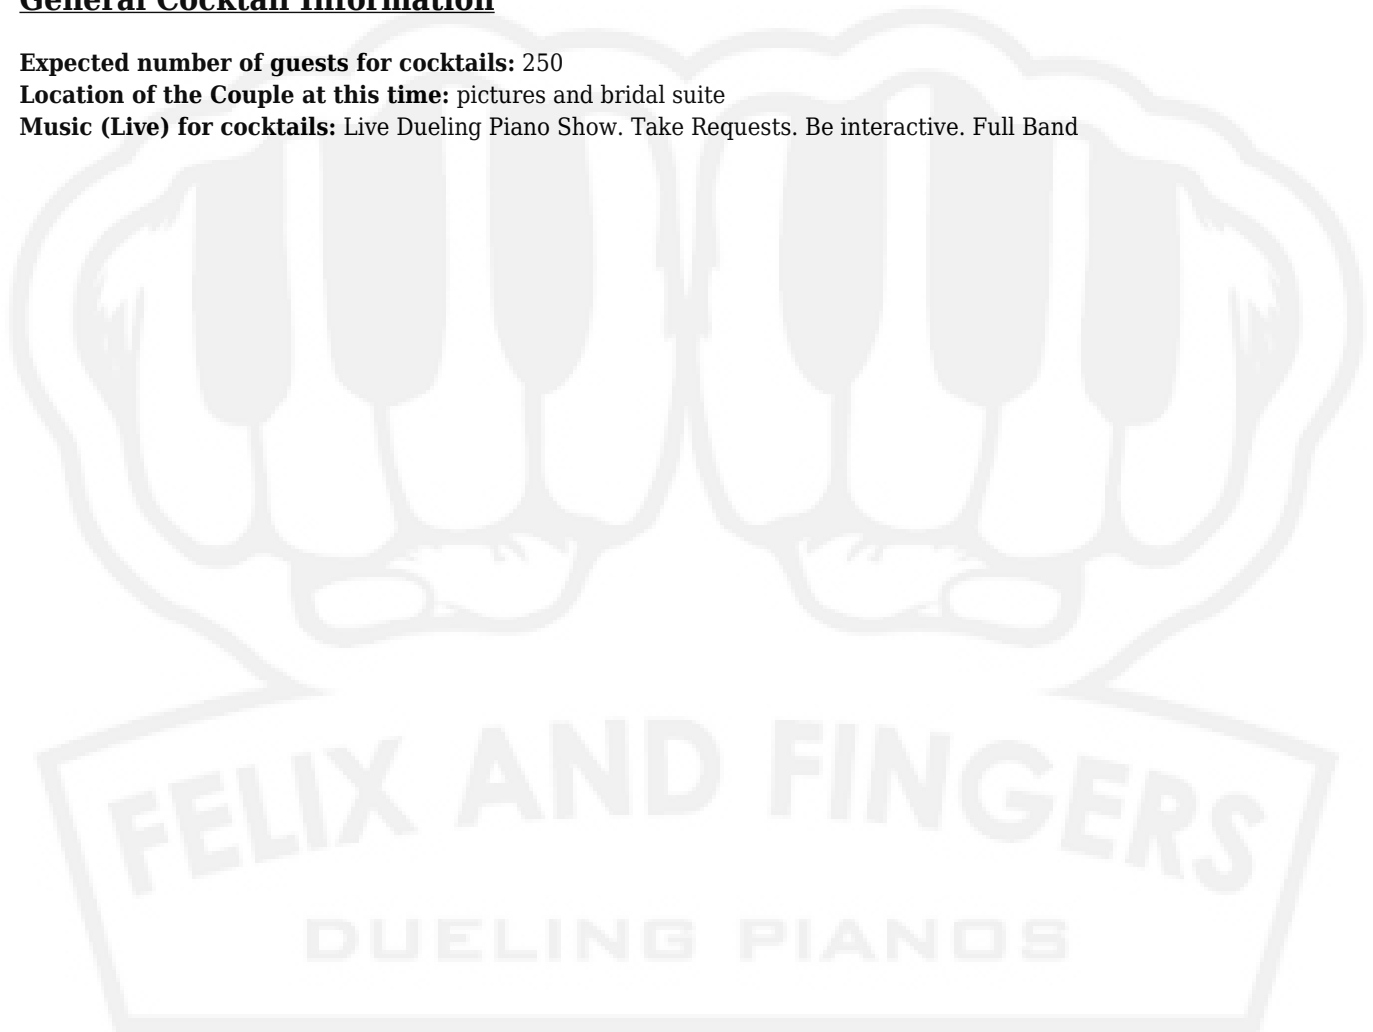 General Cocktail Information
Expected number of guests for cocktails: 250
Location of the Couple at this time: pictures and bridal suite
Music (Live) for cocktails: Live Dueling Piano Show. Take Requests. Be interactive. Full Band
FELIX AND FINGERS
DUELING PIANOS